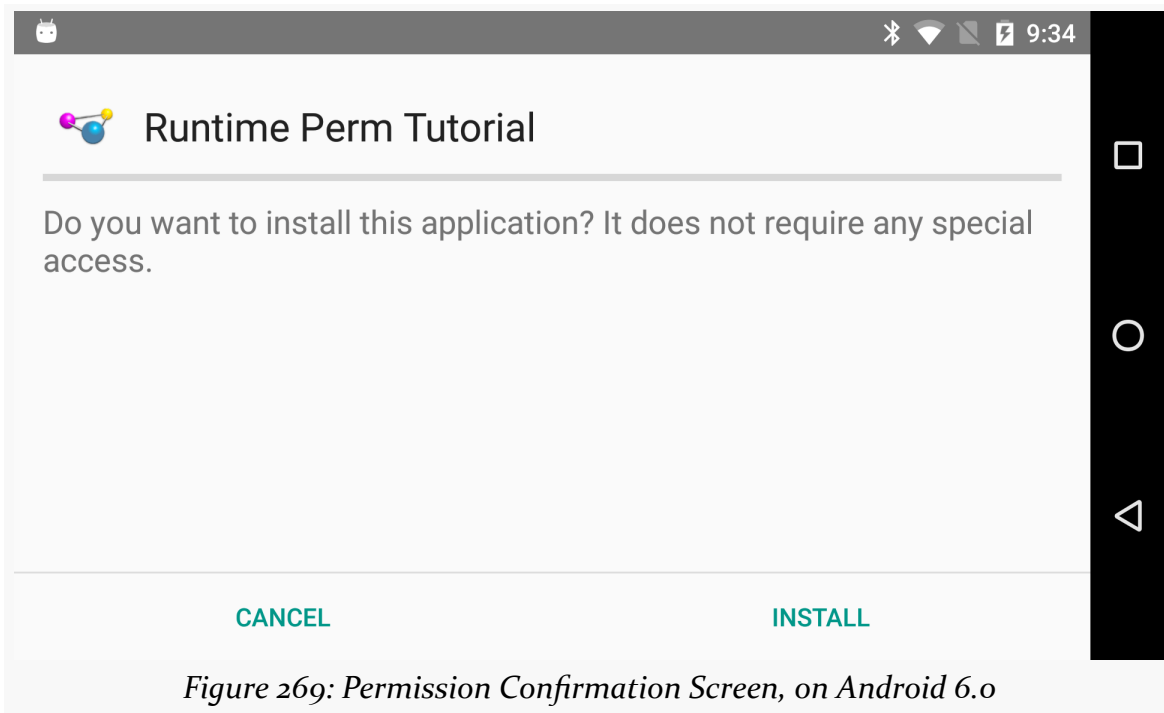 9:34
Runtime Perm Tutorial
Do you want to install this application? It does not require any special
access.
CANCEL INSTALL
Figure 269: Permission Confirmation Screen, on Android 6.0